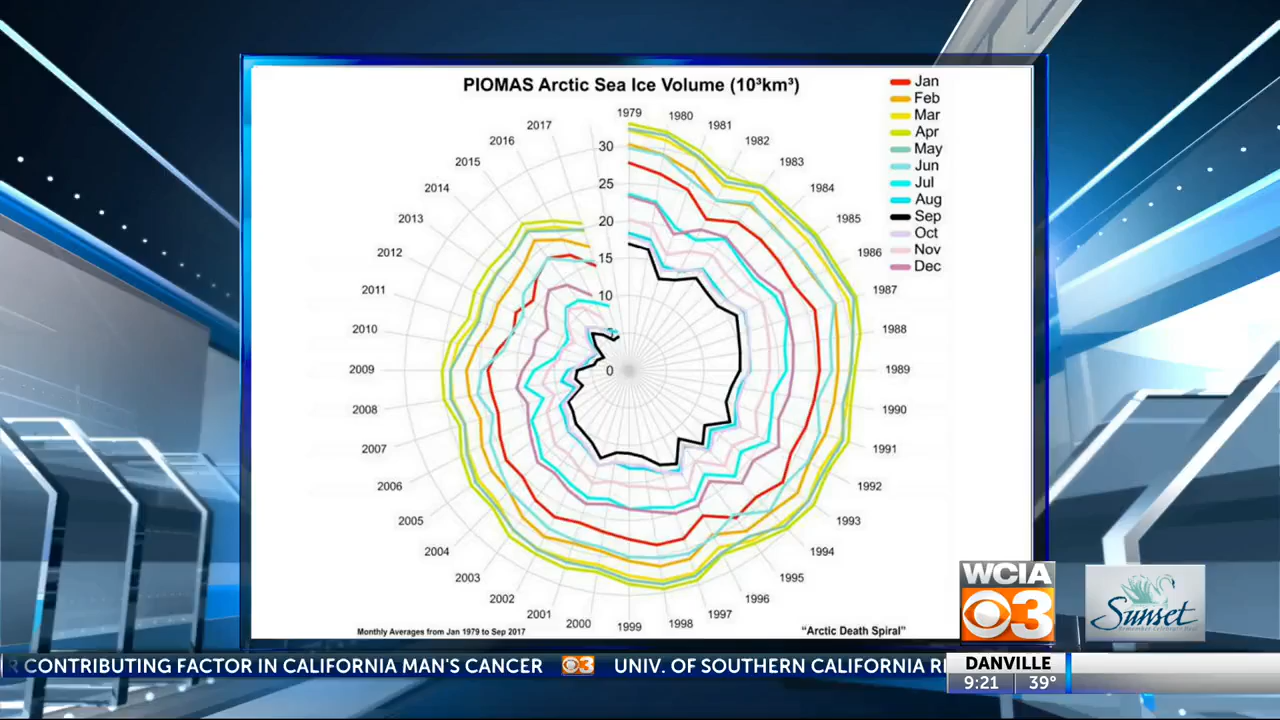 PIOMAS Arctic Sea Ice Volume (10³km³)
Jan
Feb
Mar
Apr
May
Jun
Jul
Aug
Sep
Oct
Nov
Dec
1979
1980
1981
1982
1983
1984
1985
1986
1987
1988
1989
1990
1991
1992
1993
1994
1995
1996
1997
1998
1999
2000
2001
2002
2003
2004
2005
2006
2007
2008
2009
2010
2011
2012
2013
2014
2015
2016
2017
30
25
20
15
10
0
Monthly Averages from Jan 1979 to Sep 2017
“Arctic Death Spiral”
WCIA
3
Sunset
CONTRIBUTING FACTOR IN CALIFORNIA MAN'S CANCER 3 UNIV. OF SOUTHERN CALIFORNIA
DANVILLE
9:21 39°